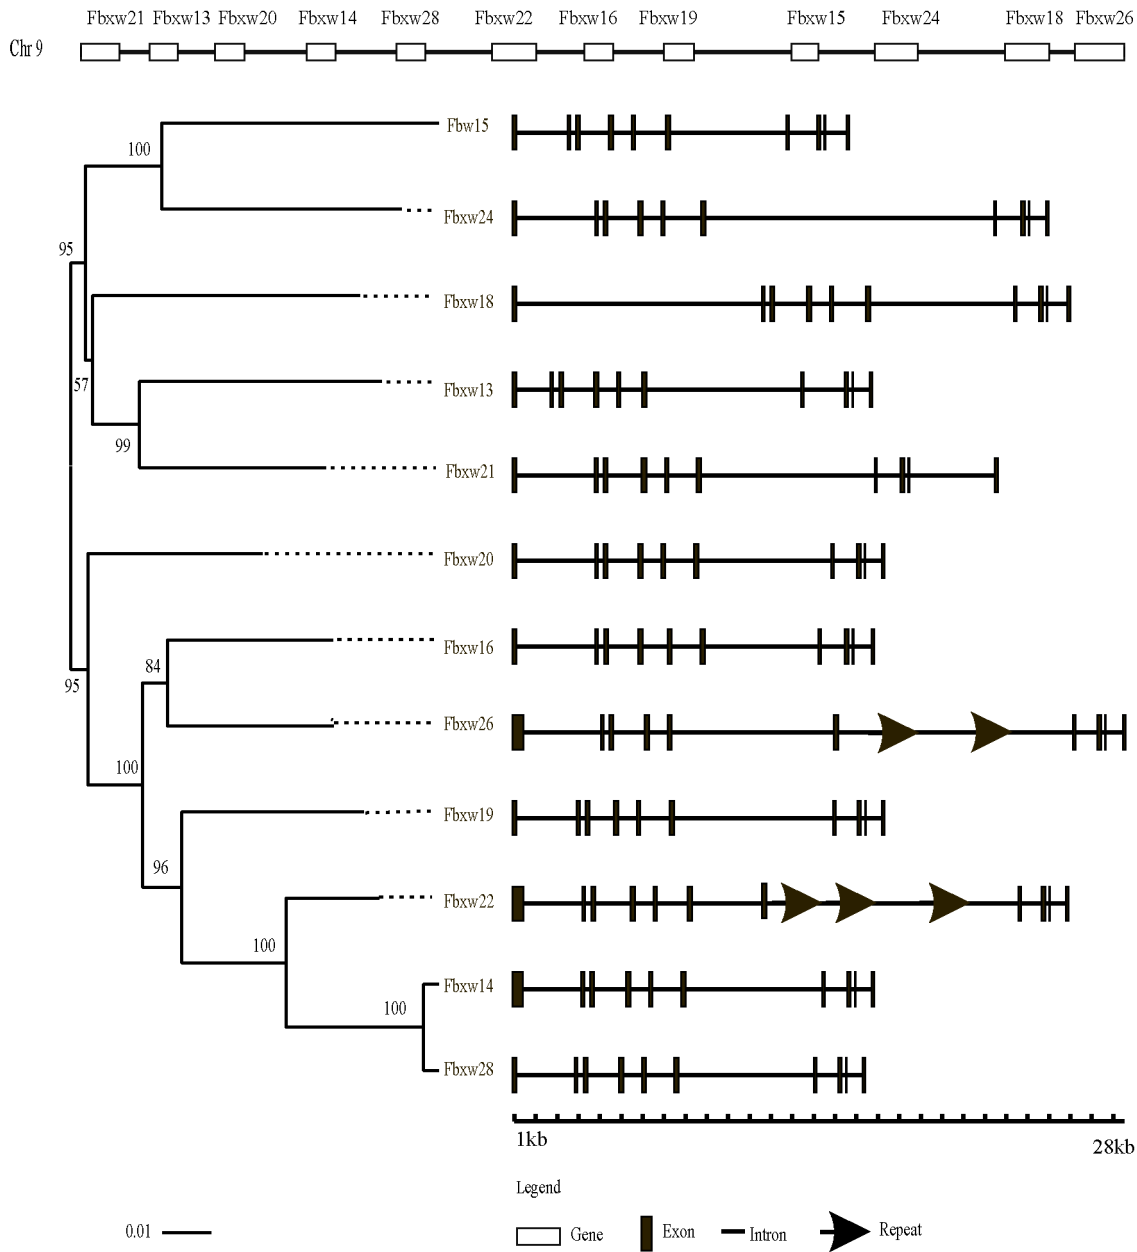 Fbxw21 Fbxw13 Fbxw20 Fbxw14 Fbxw28 Fbxw22 Fbxw16 Fbxw19 Fbxw15 Fbxw24 Fbxw18 Fbxw26
Chr 9
Fbw15
100
Fbxw24
95
Fbxw18
57
Fbxw13
99
Fbxw21
Fbxw20
Fbxw16
84
95
Fbxw26
100
Fbxw19
96
Fbxw22
100
Fbxw14
100
Fbxw28
1kb
28kb
Legend
0.01
Gene
Exon
Intron
Repeat